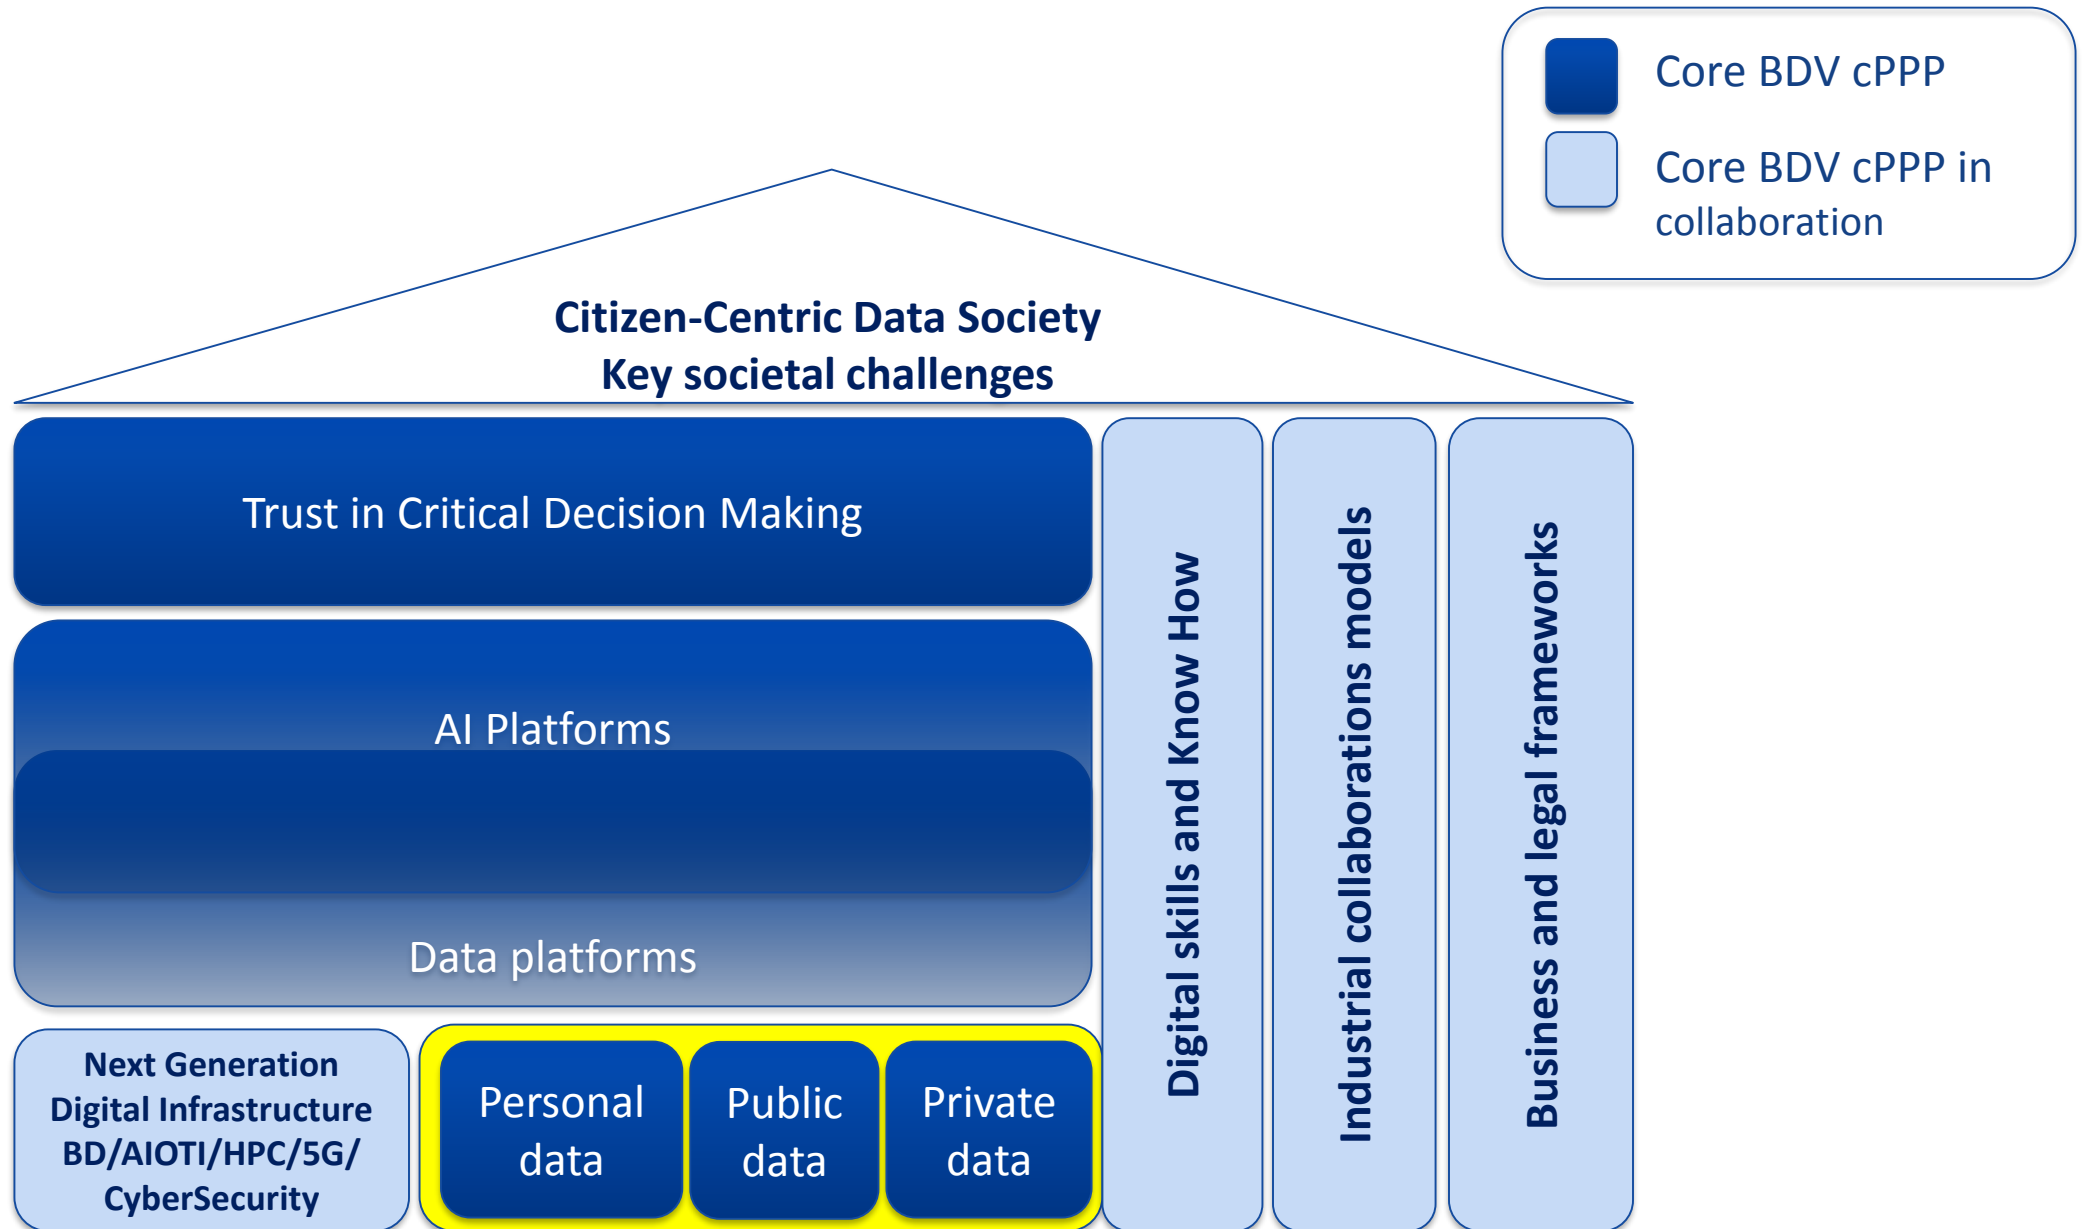 Core BDV cPPP
Core BDV cPPP in
collaboration
Citizen-Centric Data Society
Key societal challenges
Trust in Critical Decision Making
AI Platforms
Data platforms
Next Generation
Digital Infrastructure
BD/AIOTI/HPC/5G/
CyberSecurity
Personal
data
Public
data
Private
data
Digital skills and Know How
Industrial collaborations models
Business and legal frameworks